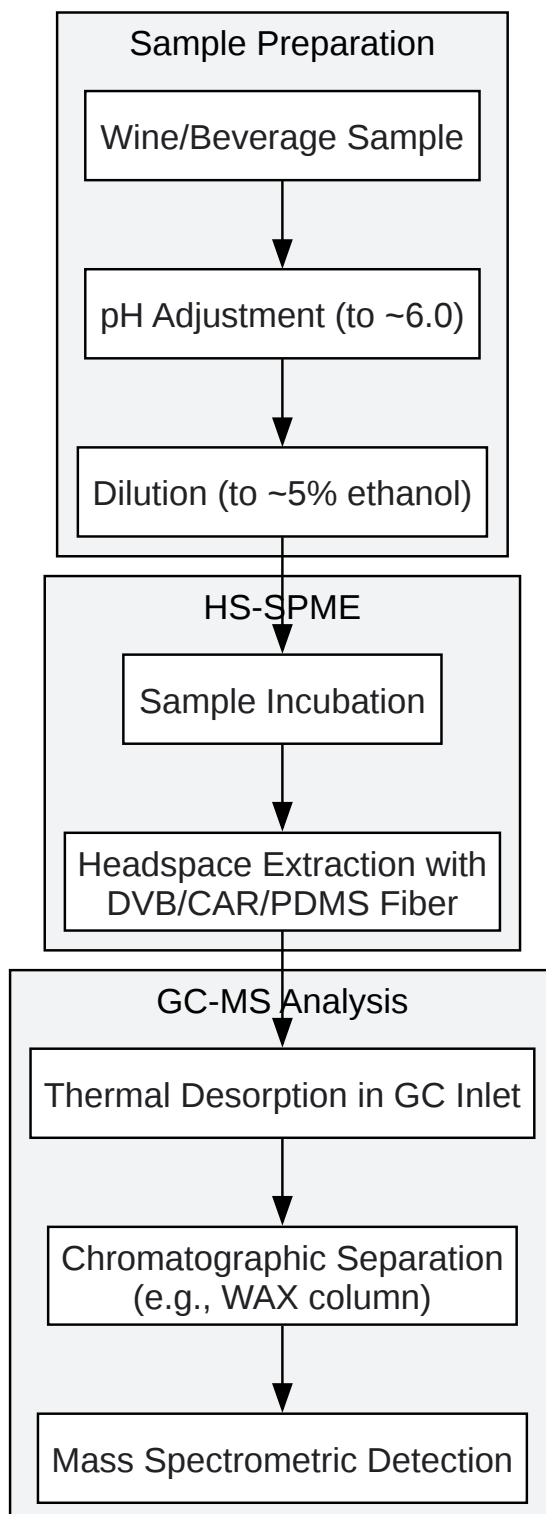 Sample Preparation
Wine/Beverage Sample
pH Adjustment (to ~6.0)
Dilution (to ~5% ethanol)
HS-SPME
Sample Incubation
Headspace Extraction with
DVB/CAR/PDMS Fiber
GC-MS Analysis
Thermal Desorption in GC Inlet
Chromatographic Separation
(e.g., WAX column)
Mass Spectrometric Detection